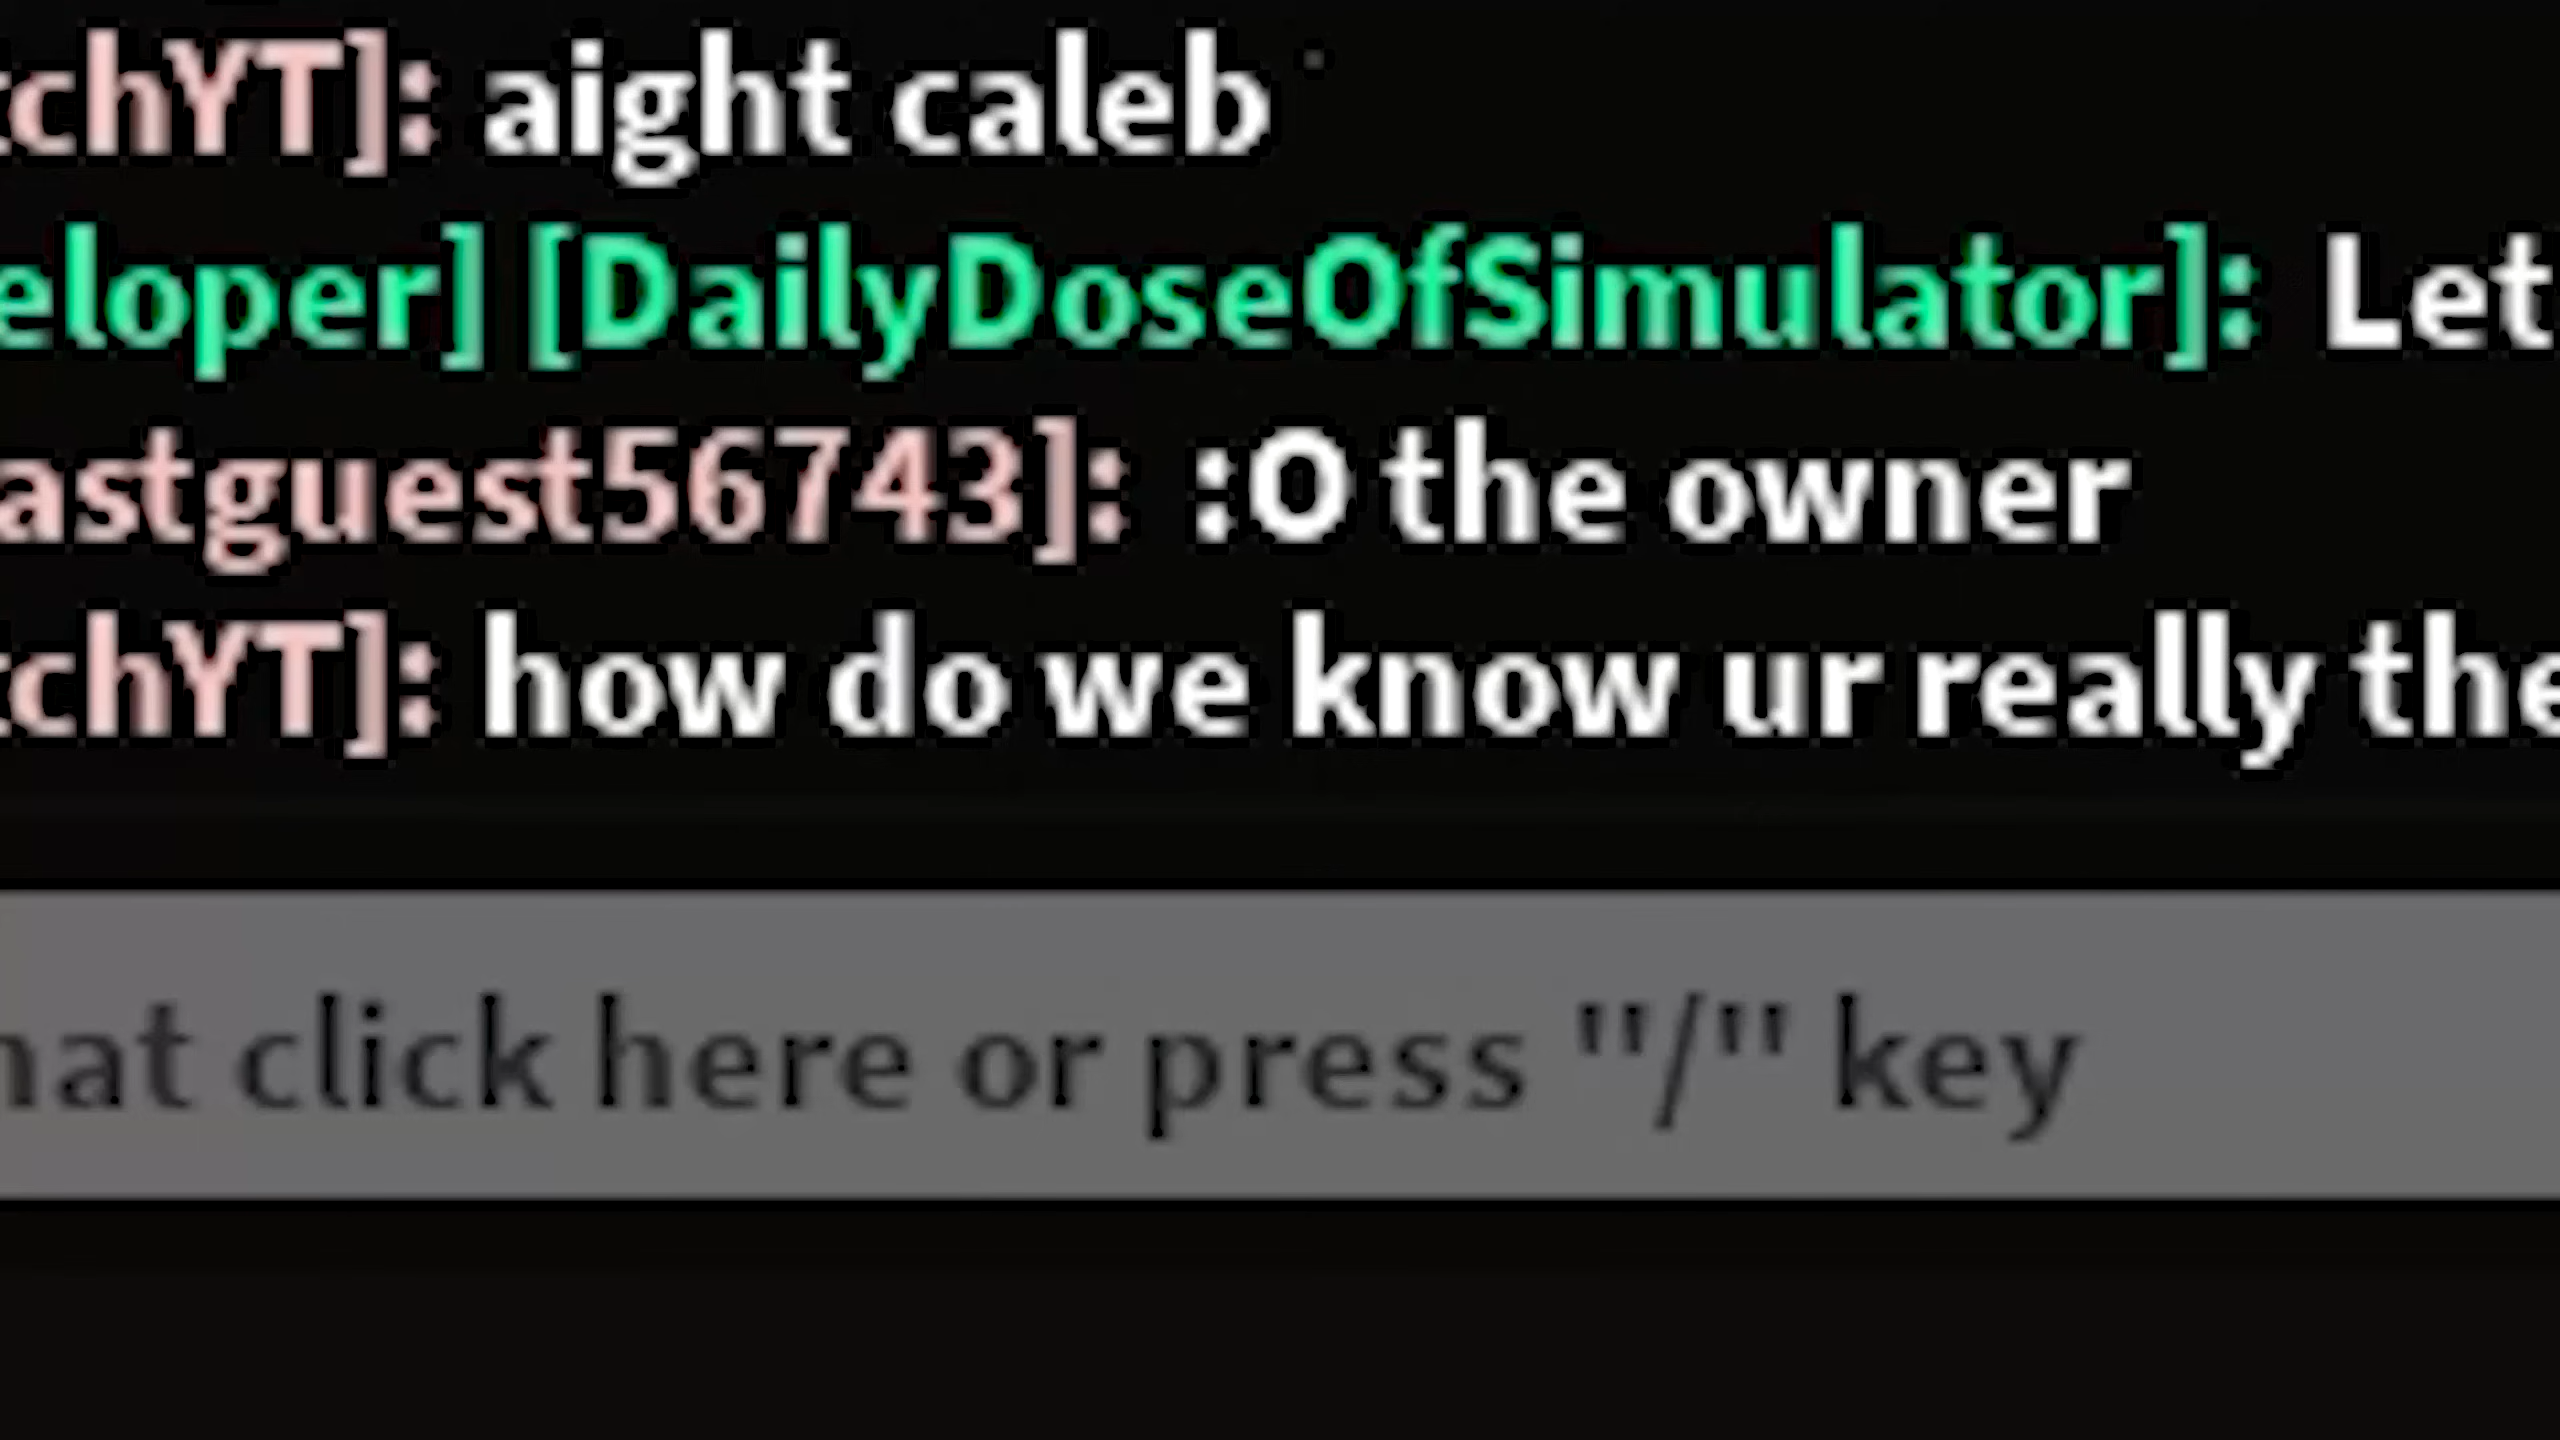 chYT]: aight caleb
eloper] [DailyDoseOfSimulator]: Let
astguest56743]: :O the owner
chYT]: how do we know ur really the
hat click here or press "/" key